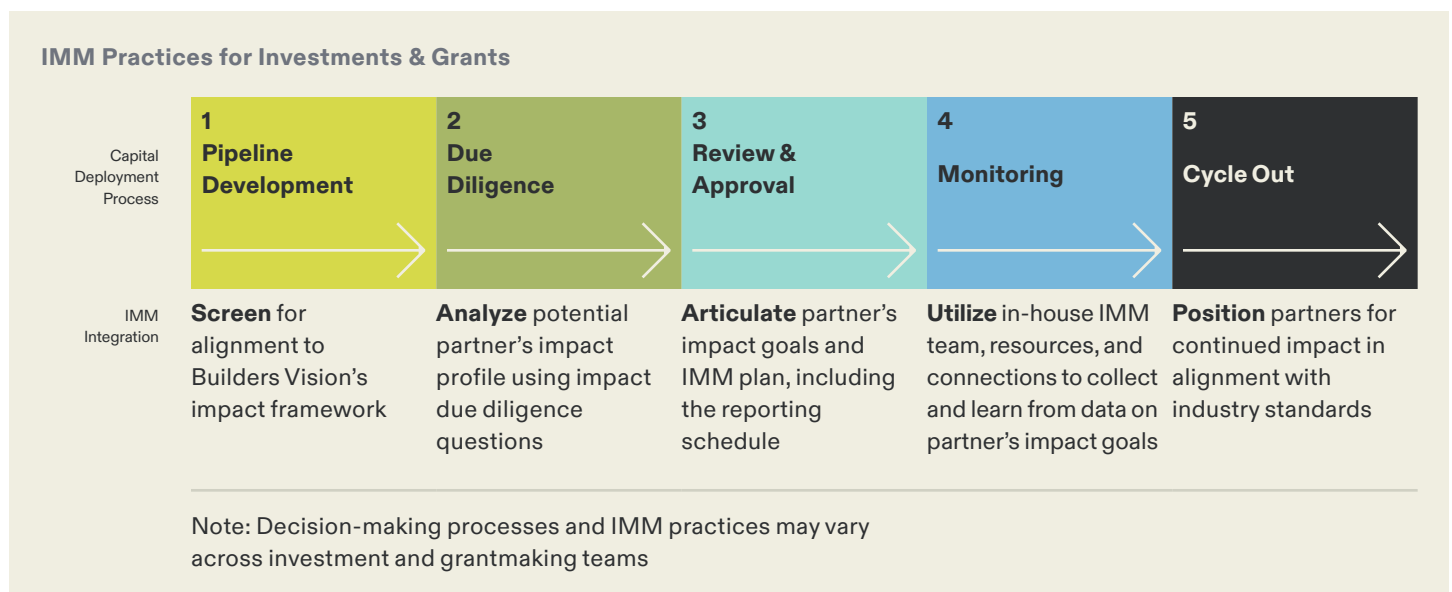 IMM Practices for Investments & Grants
Capital
Deployment
Process
1
Pipeline
Development
2
Due
Diligence
3
Review &
Approval
4
Monitoring
5
Cycle Out
IMM
Integration
Screen for
alignment to
Builders Vision’s
impact framework
Analyze potential
partner’s impact
profile using impact
due diligence
questions
Articulate partner’s
impact goals and
IMM plan, including
the reporting
schedule
Utilize in-house IMM
team, resources, and
connections to collect
and learn from data on
partner’s impact goals
Position partners for
continued impact in
alignment with
industry standards
Note: Decision-making processes and IMM practices may vary
across investment and grantmaking teams